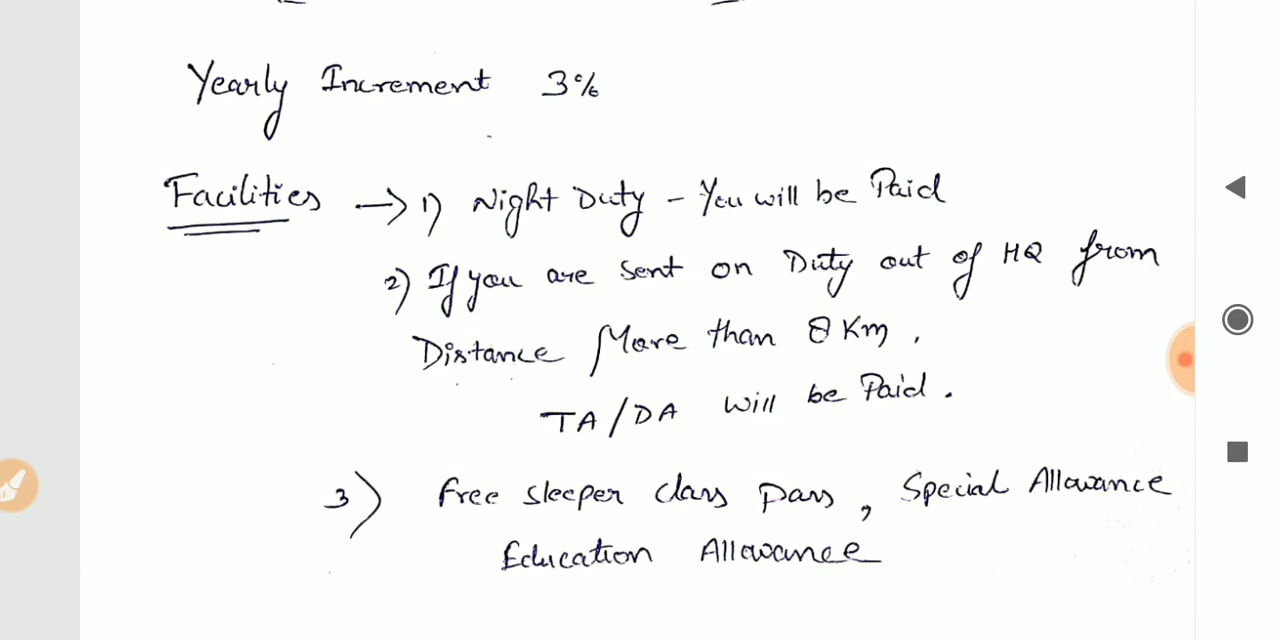 Yearly Increment 3%
Facilities → 1) Night Duty - You will be Paid
2) If you are sent on Duty out of HQ from
Distance More than 8 Km.
TA/DA will be Paid.
3) free sleeper class pass, Special Allowance
Education Allowance